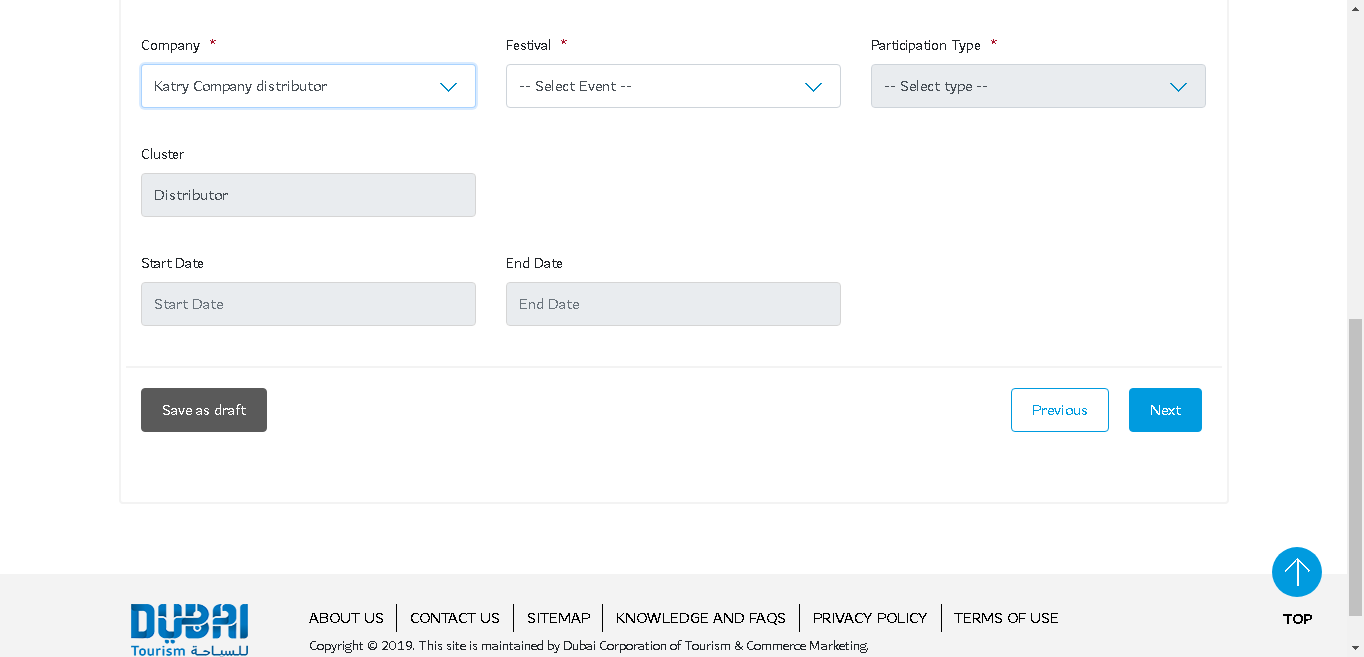 Company *
Festival *
Participation Type *
Katry Company distributor
-- Select Event --
-- Select type --
Cluster
Distributor
Start Date
End Date
Start Date
End Date
Save as draft
Previous
Next
TOP
DUBAI
دبي
Tourism للسياحة
ABOUT US
CONTACT US
SITEMAP
KNOWLEDGE AND FAQS
PRIVACY POLICY
TERMS OF USE
Copyright © 2019. This site is maintained by Dubai Corporation of Tourism & Commerce Marketing.